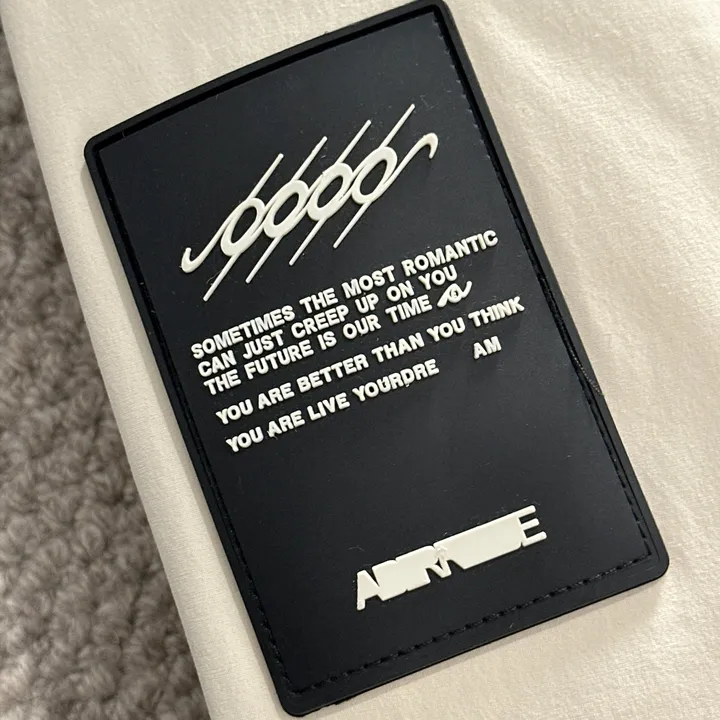 SOMETIMES THE MOST ROMANTIC
CAN JUST CREEP UP ON YOU
THE FUTURE IS OUR TIME
YOU ARE BETTER THAN YOU THINK
YOU ARE LIVE YOURDRE AM